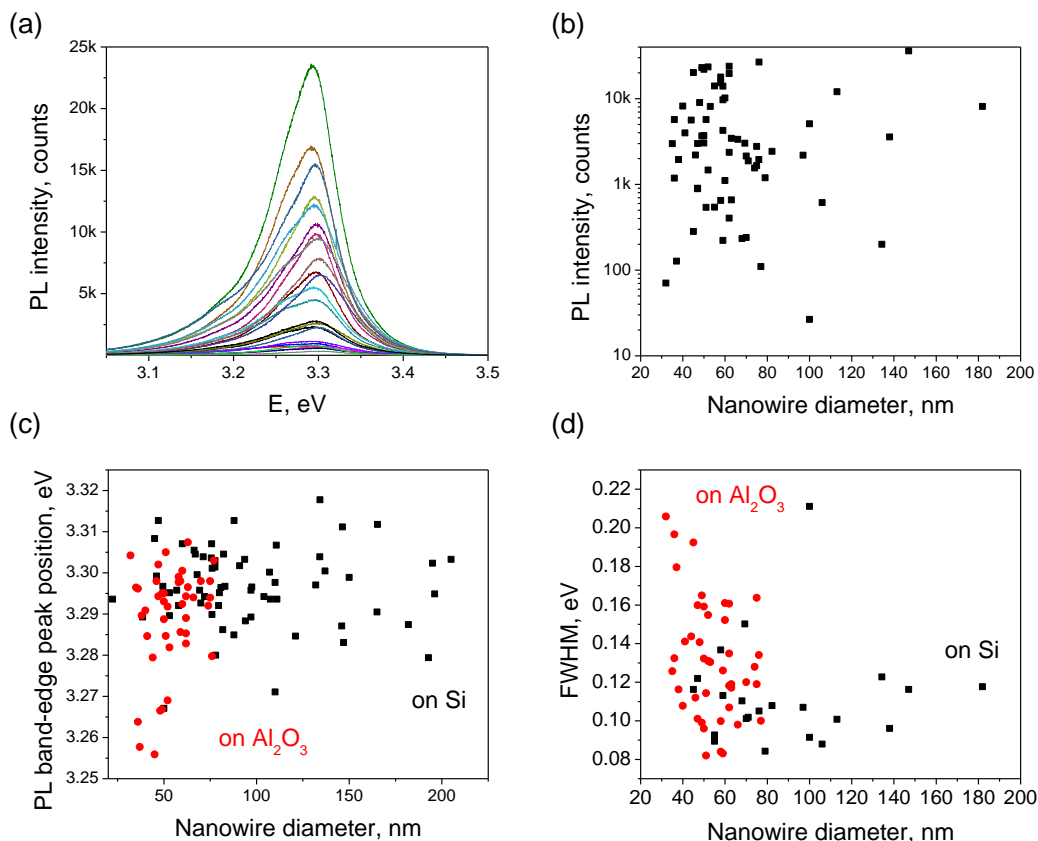 (a)
25k
20k
15k
10k
5k
PL intensity, counts
3.1 3.2 3.3 3.4 3.5
E, eV
(b)
10k
1k
100
10
PL intensity, counts
20 40 60 80 100 120 140 160 180 200
Nanowire diameter, nm
(c)
3.32
3.31
3.30
3.29
3.28
3.27
3.26
3.25
PL band-edge peak position, eV
on Si
on Al₂O₃
50 100 150 200
Nanowire diameter, nm
(d)
0.22
0.20
0.18
0.16
0.14
0.12
0.10
0.08
FWHM, eV
on Al₂O₃
on Si
20 40 60 80 100 120 140 160 180 200
Nanowire diameter, nm